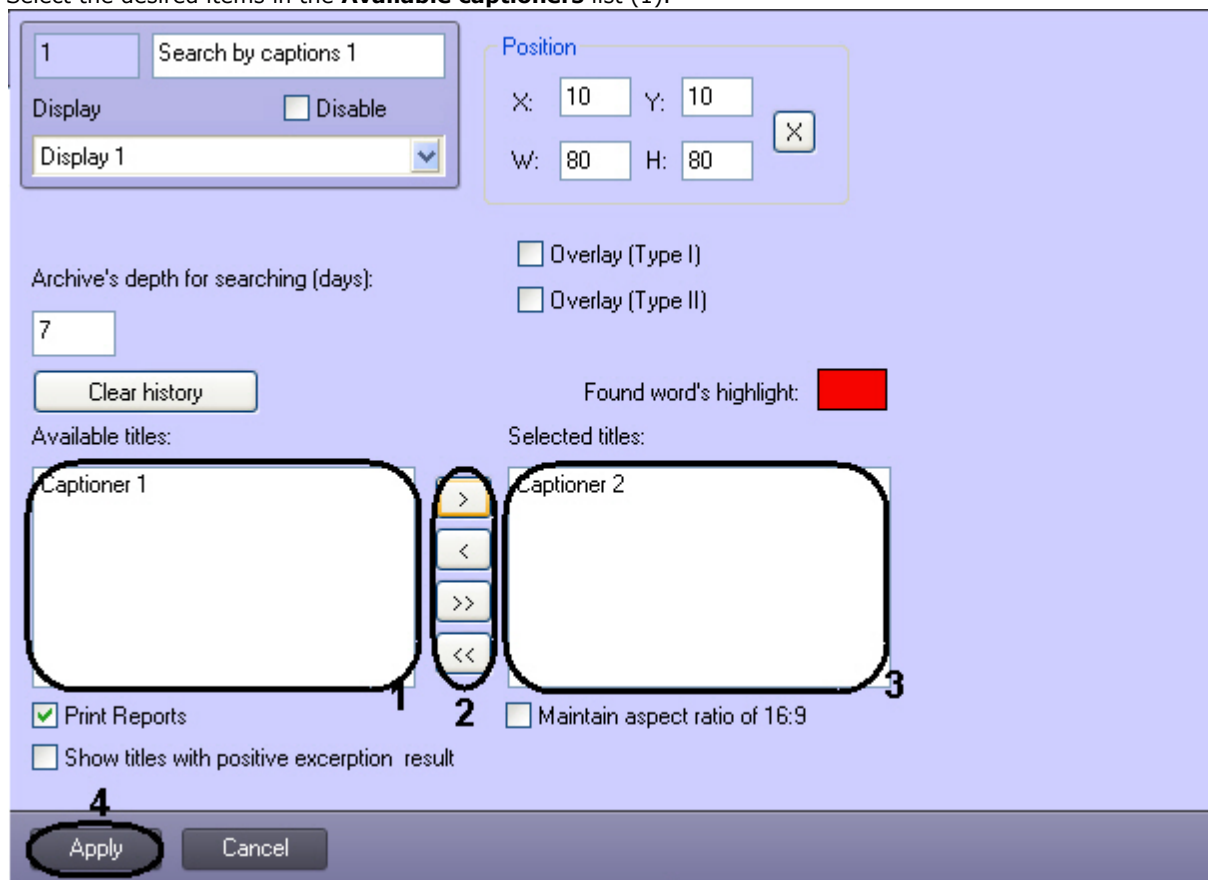 Select the desired items in the Available captioners list (1).
1 Search by captions 1
Display Disable
Display 1
Position
X: 10 Y: 10
X
W: 80 H: 80
Overlay (Type I)
Overlay (Type II)
Archive's depth for searching (days):
7
Clear history
Found word's highlight:
Available titles:
Selected titles:
Captioner 1
>
<
>>
<<
Captioner 2
1
2
3
Print Reports
Maintain aspect ratio of 16:9
Show titles with positive excerption result
4
Apply Cancel